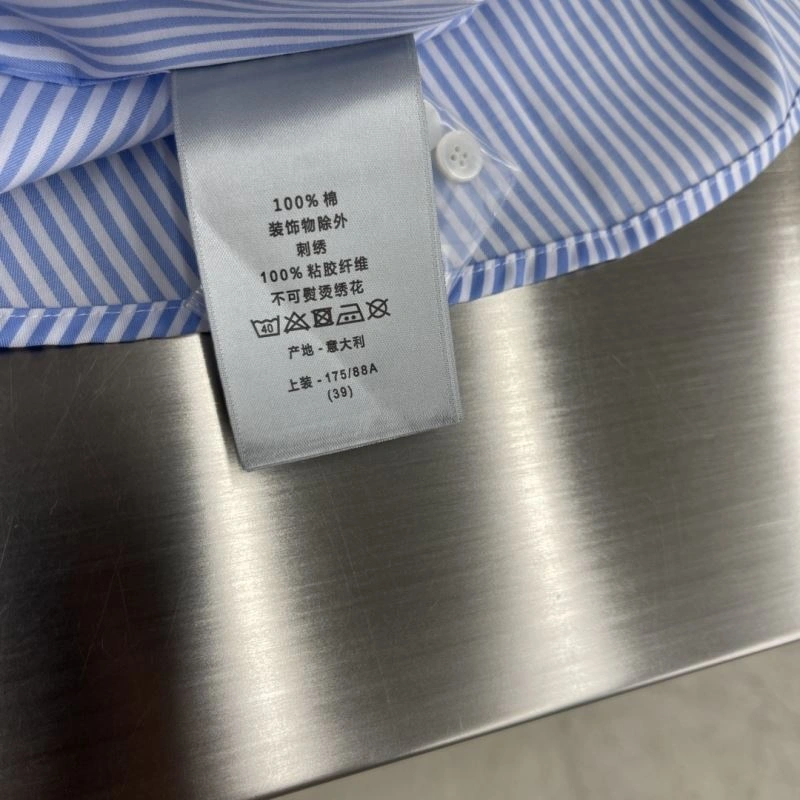 100% 棉
装饰物除外
刺绣
100% 粘胶纤维
不可熨烫绣花
40
产地 - 意大利
上装 - 175/88A
(39)